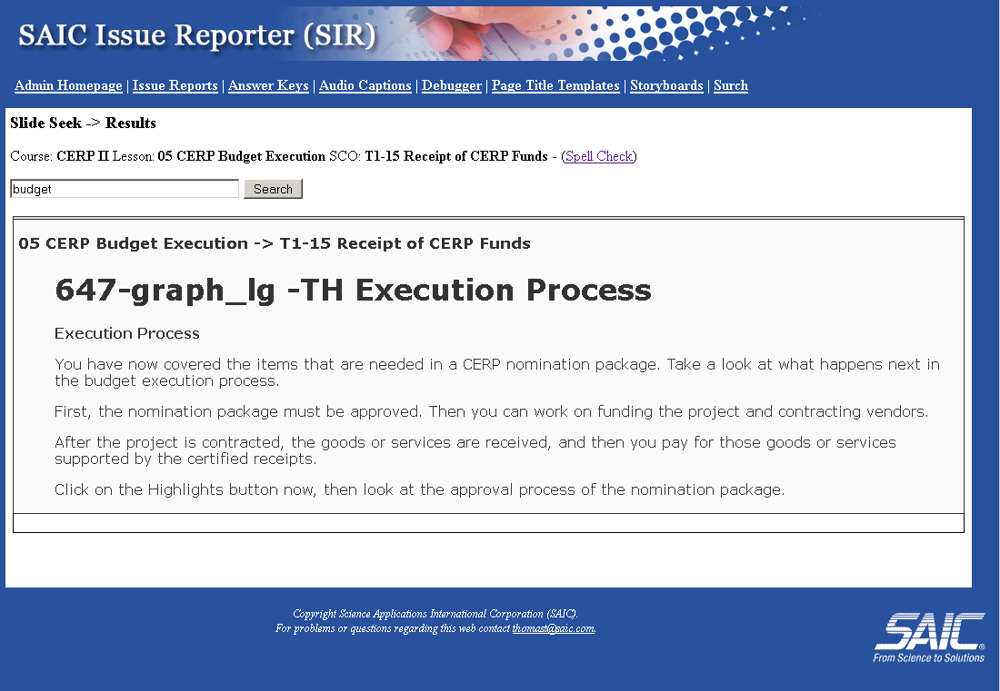 SAIC Issue Reporter (SIR)
Admin Homepage | Issue Reports | Answer Keys | Audio Captions | Debugger | Page Title Templates | Storyboards | Surch
Slide Seek -> Results
Course: CERP II Lesson: 05 CERP Budget Execution SCO: T1-15 Receipt of CERP Funds - (Spell Check)
budget Search
05 CERP Budget Execution -> T1-15 Receipt of CERP Funds
647-graph_lg -TH Execution Process
Execution Process
You have now covered the items that are needed in a CERP nomination package. Take a look at what happens next in
the budget execution process.
First, the nomination package must be approved. Then you can work on funding the project and contracting vendors.
After the project is contracted, the goods or services are received, and then you pay for those goods or services
supported by the certified receipts.
Click on the Highlights button now, then look at the approval process of the nomination package.
Copyright Science Applications International Corporation (SAIC).
For problems or questions regarding this web contact thomast@saic.com.
SAIC®
From Science to Solutions